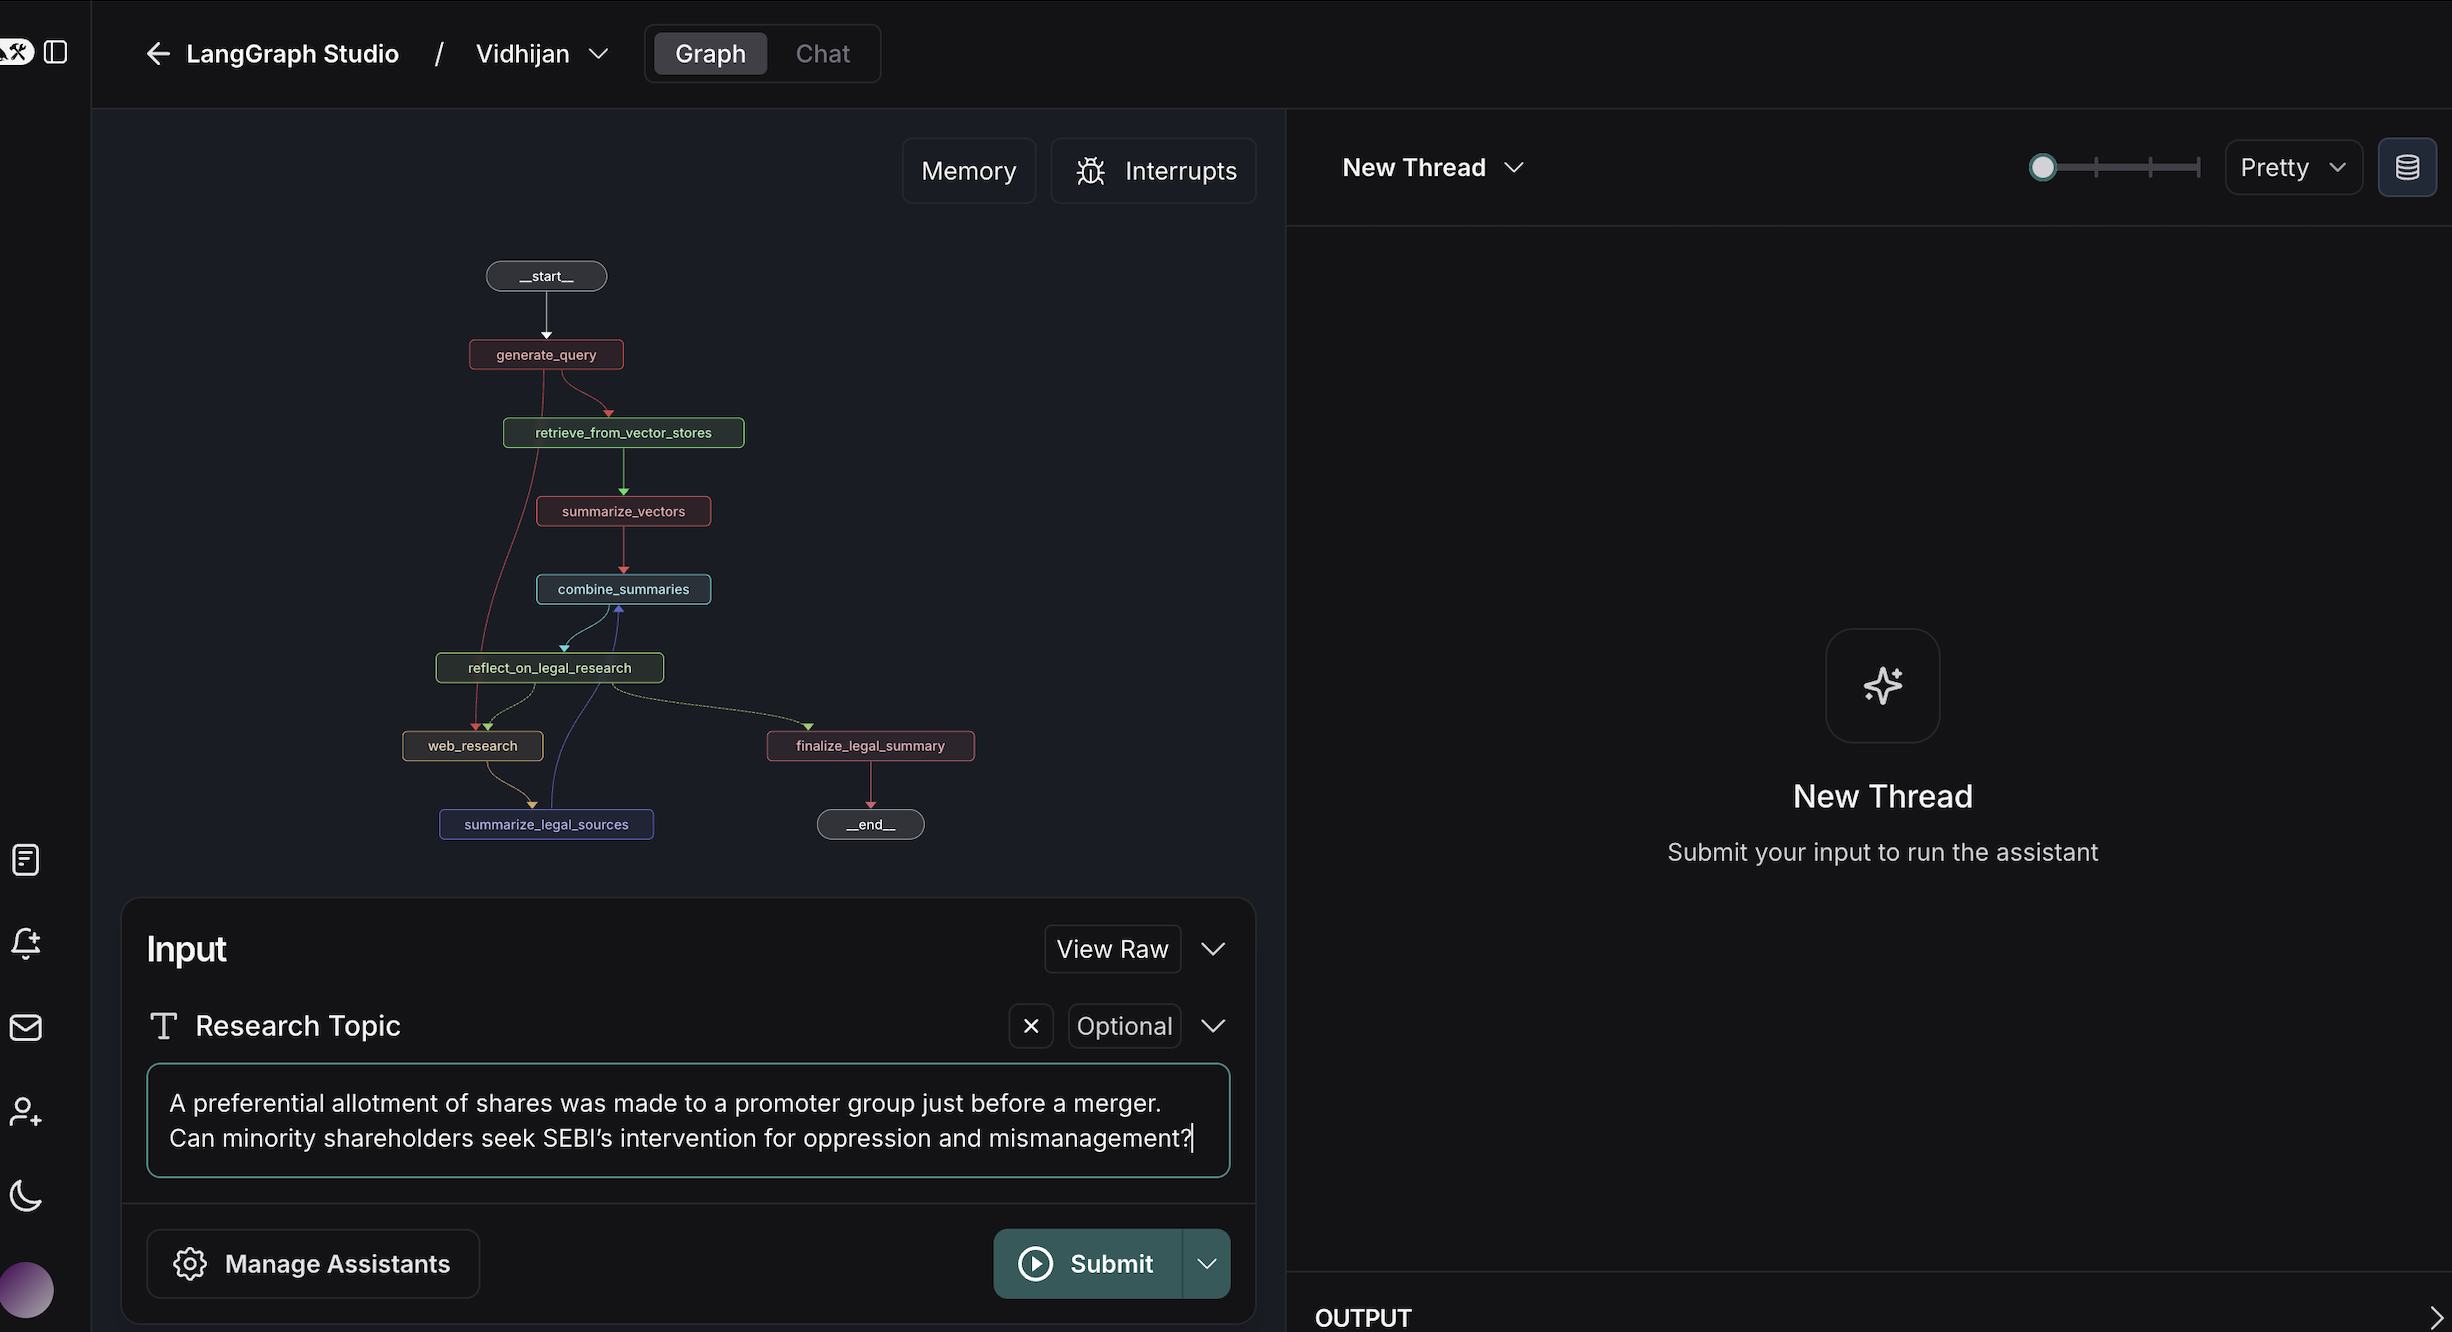 LangGraph Studio / Vidhijan
Graph
Chat
Memory
Interrupts
New Thread
Pretty
__start__
generate_query
retrieve_from_vector_stores
summarize_vectors
combine_summaries
reflect_on_legal_research
web_research
finalize_legal_summary
summarize_legal_sources
__end__
New Thread
Submit your input to run the assistant
Input
View Raw
Research Topic
Optional
A preferential allotment of shares was made to a promoter group just before a merger.
Can minority shareholders seek SEBI’s intervention for oppression and mismanagement?
Manage Assistants
Submit
OUTPUT